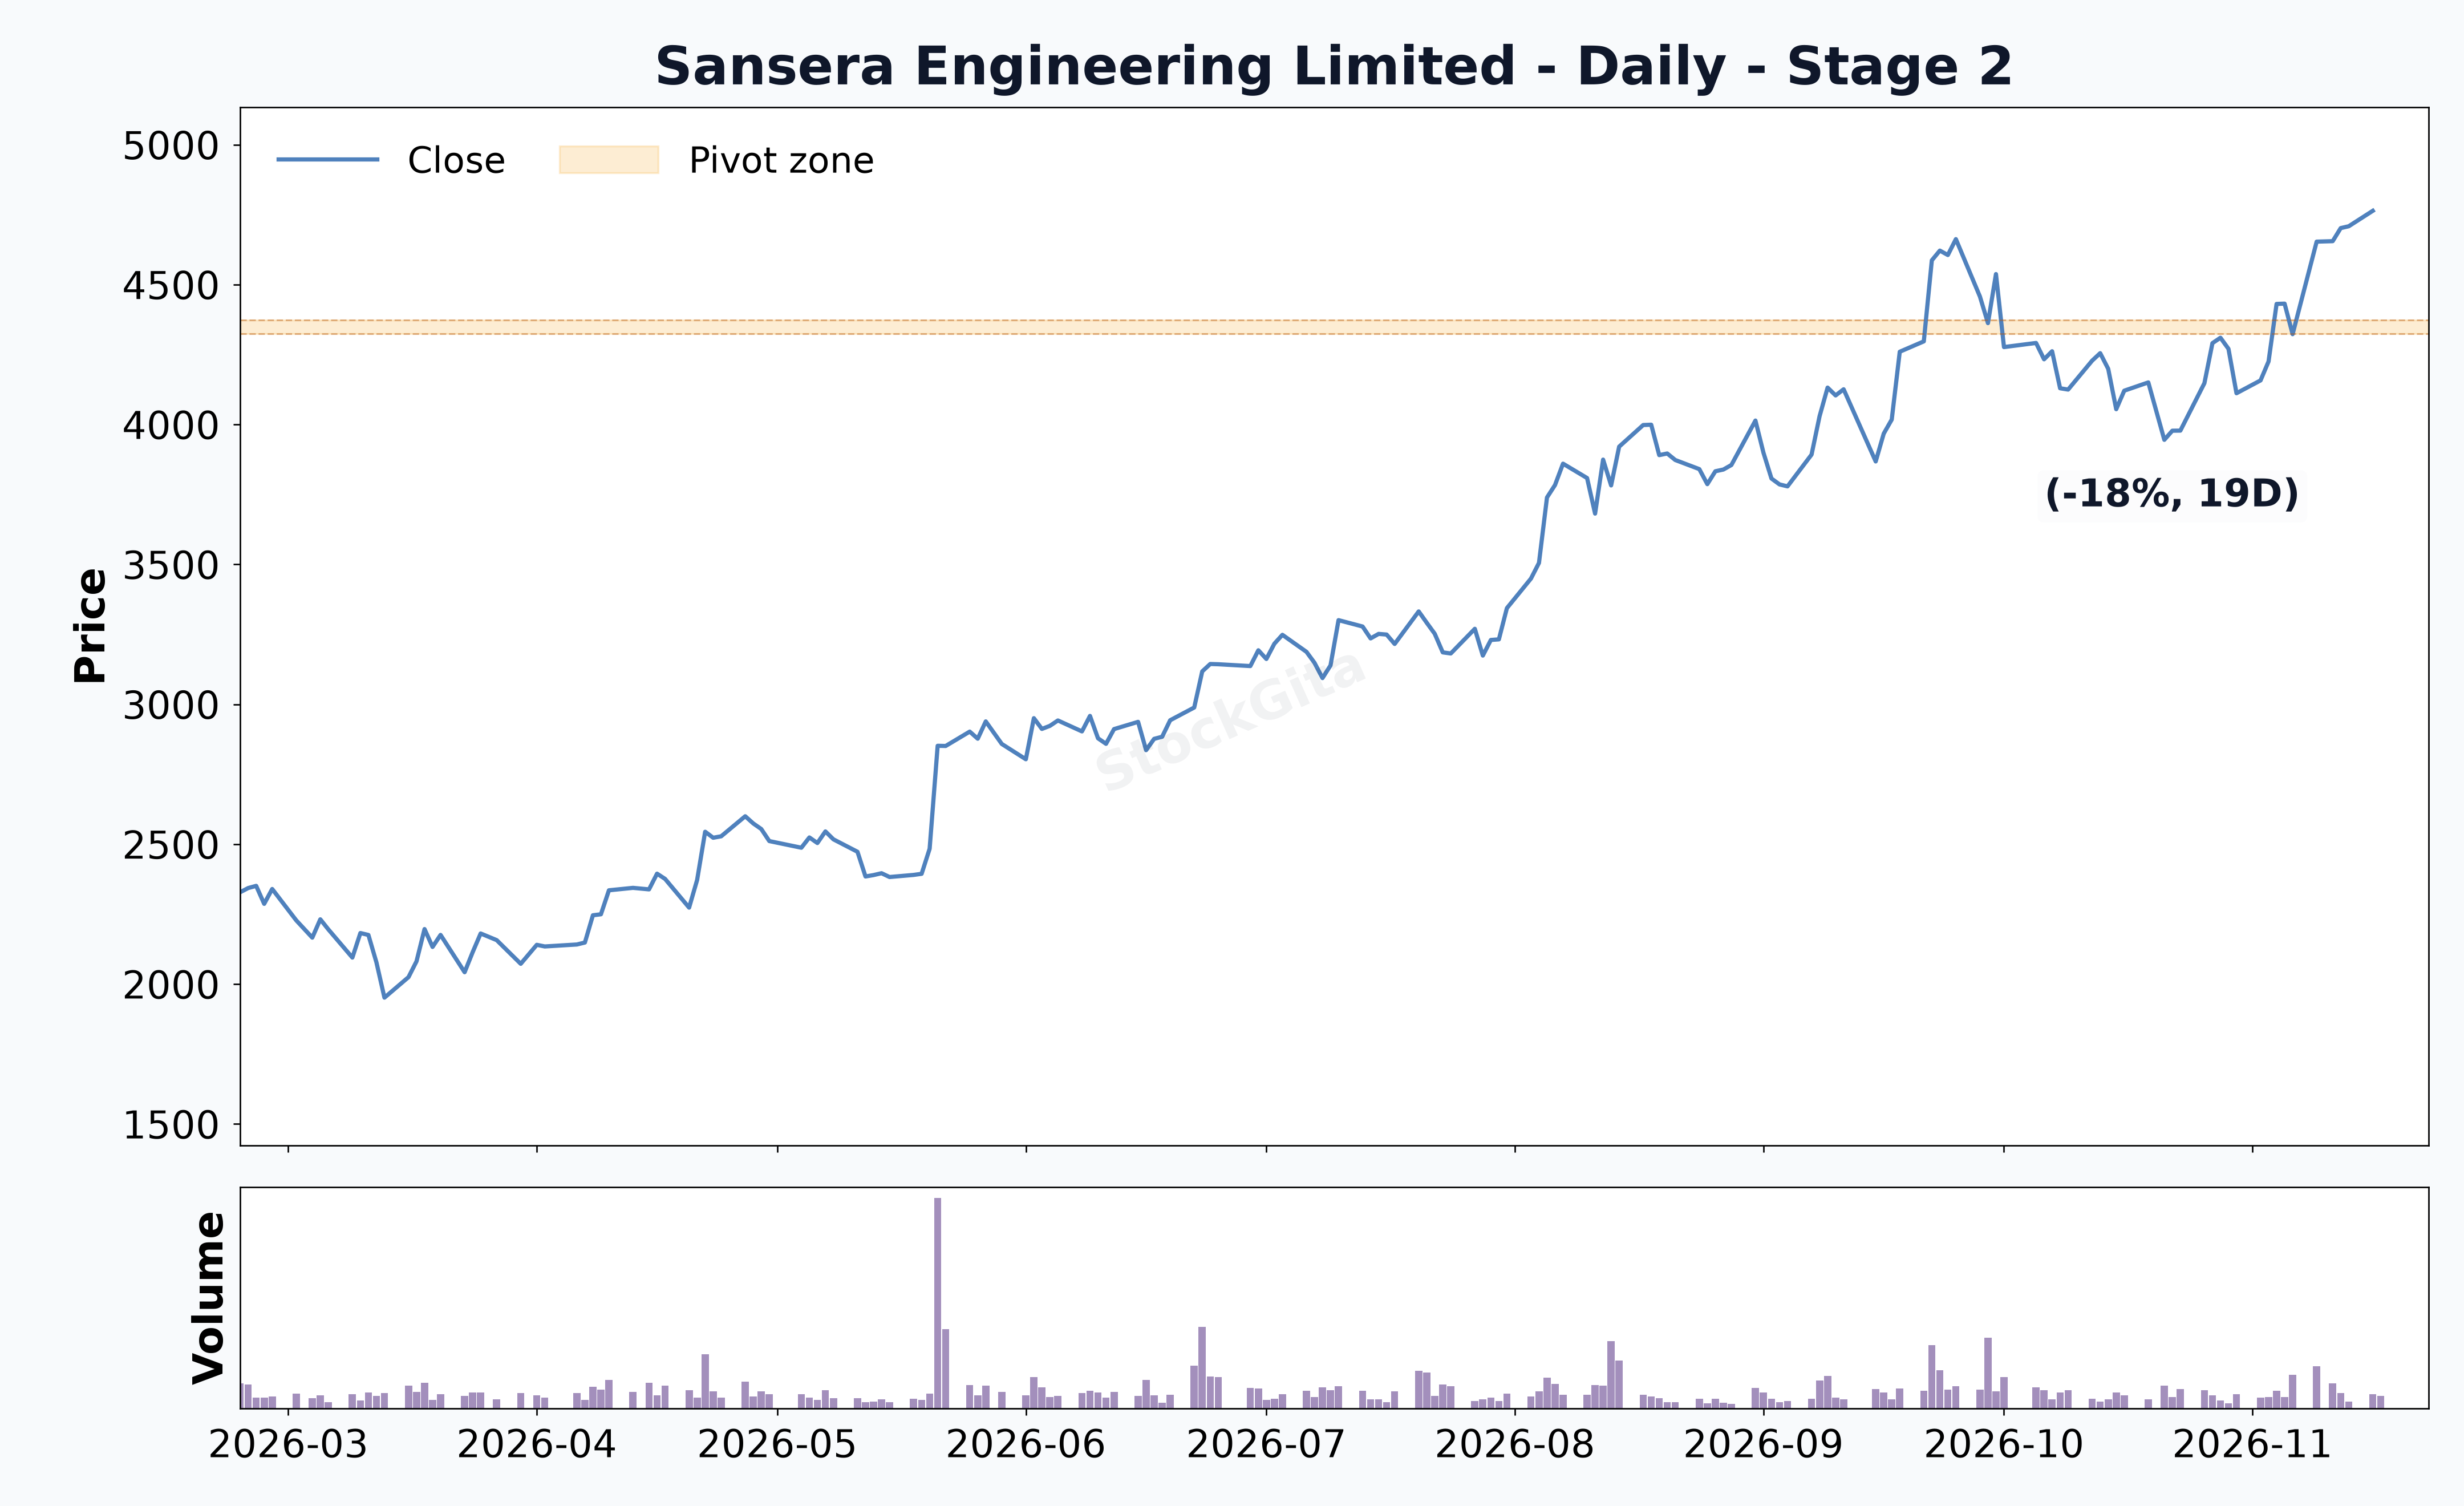 Sansera Engineering Limited - Daily - Stage 2
Close
Pivot zone
5000
4500
4000
3500
3000
2500
2000
1500
Price
(-18%, 19D)
StockGita
Volume
2026-03
2026-04
2026-05
2026-06
2026-07
2026-08
2026-09
2026-10
2026-11